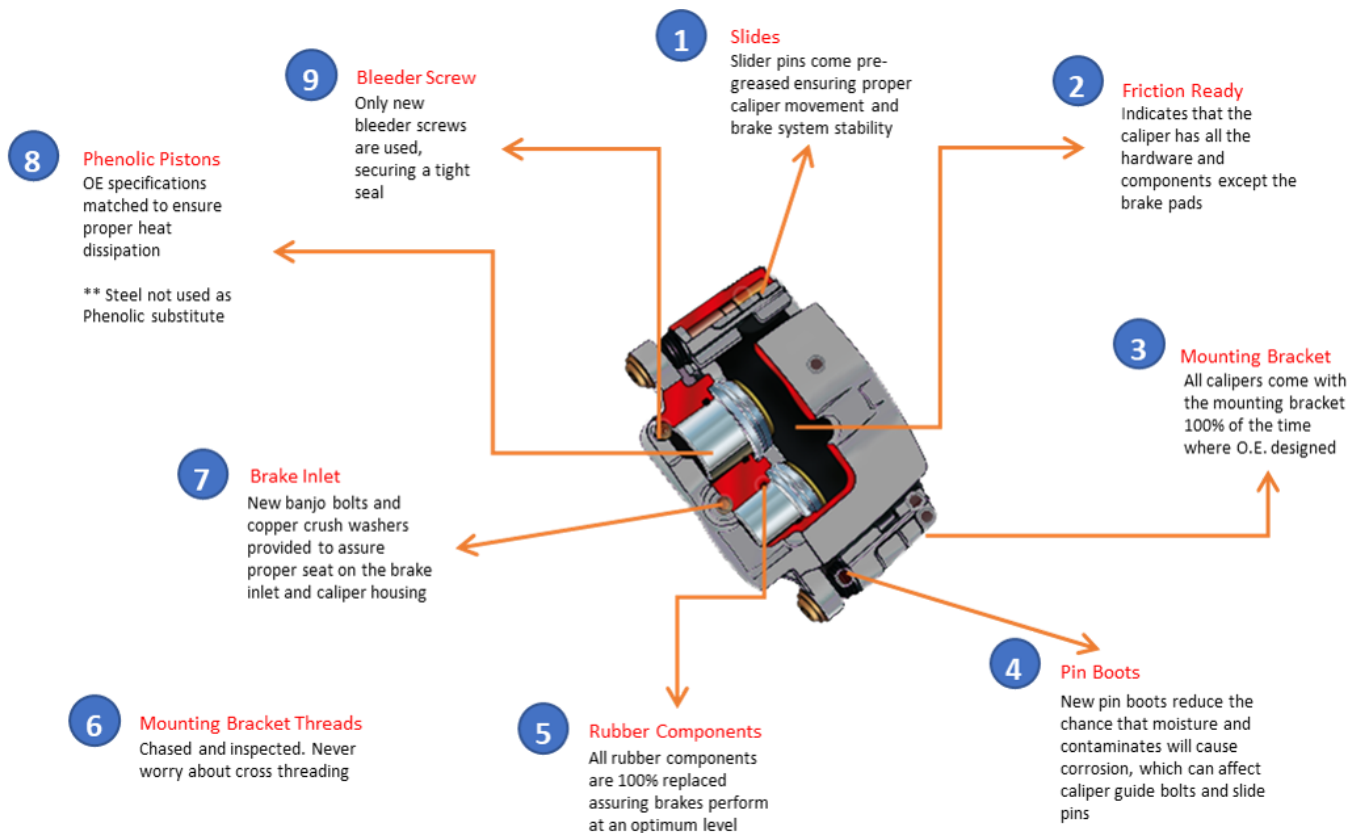 1
Slides
Slider pins come pre-
greased ensuring proper
caliper movement and
brake system stability
2
Friction Ready
Indicates that the
caliper has all the
hardware and
components except the
brake pads
3
Mounting Bracket
All calipers come with
the mounting bracket
100% of the time
where O.E. designed
4
Pin Boots
New pin boots reduce the
chance that moisture and
contaminates will cause
corrosion, which can affect
caliper guide bolts and slide
pins
5
Rubber Components
All rubber components
are 100% replaced
assuring brakes perform
at an optimum level
6
Mounting Bracket Threads
Chased and inspected. Never
worry about cross threading
7
Brake Inlet
New banjo bolts and
copper crush washers
provided to assure
proper seat on the brake
inlet and caliper housing
8
Phenolic Pistons
OE specifications
matched to ensure
proper heat
dissipation
** Steel not used as
Phenolic substitute
9
Bleeder Screw
Only new
bleeder screws
are used,
securing a tight
seal